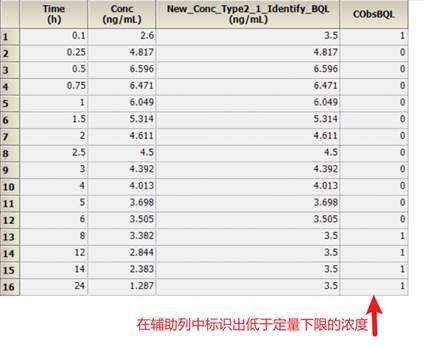 Time Conc New_Conc_Type2_1_Identify_BQL CObsBQL
(h) (ng/mL) (ng/mL)
1 0.1 2.6 3.5 1
2 0.25 4.817 4.817 0
3 0.5 6.596 6.596 0
4 0.75 6.471 6.471 0
5 1 6.049 6.049 0
6 1.5 5.314 5.314 0
7 2 4.611 4.611 0
8 2.5 4.5 4.5 0
9 3 4.392 4.392 0
10 4 4.013 4.013 0
11 5 3.698 3.698 0
12 6 3.505 3.505 0
13 8 3.382 3.5 1
14 12 2.844 3.5 1
15 14 2.383 3.5 1
16 24 1.287 3.5 1
在辅助列中标识出低于定量下限的浓度